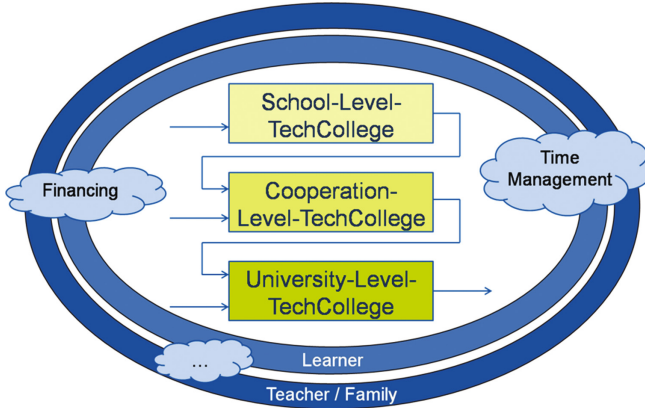 School-Level-
TechCollege
Financing
Time
Management
Cooperation-
Level-TechCollege
University-Level-
TechCollege
...
Learner
Teacher / Family